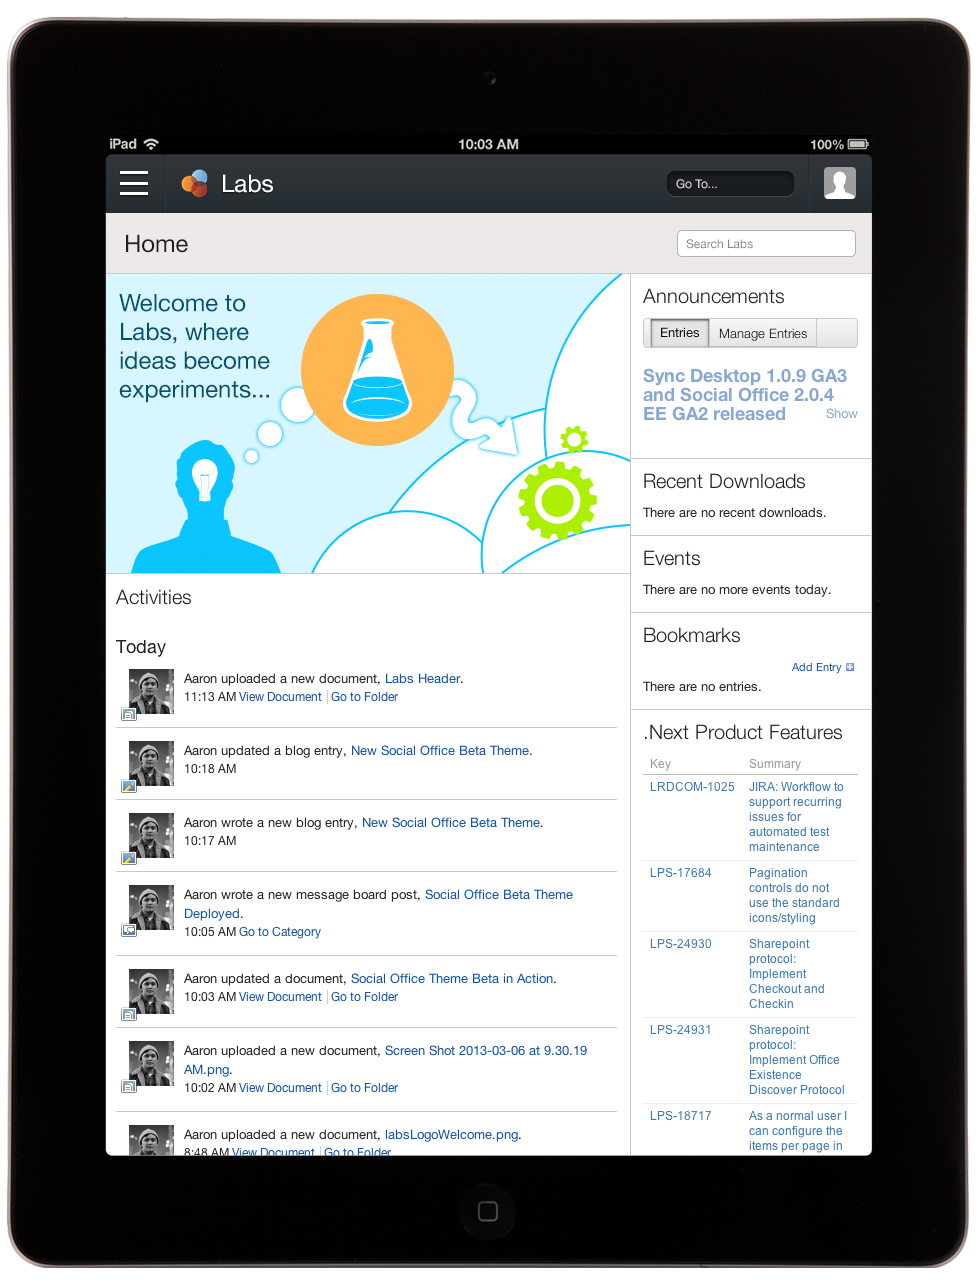 iPad
10:03 AM
100%
Labs
Go To...
Home
Search Labs
Welcome to
Labs, where
ideas become
experiments...
Activities
Today
Aaron uploaded a new document, Labs Header.
11:13 AM View Document | Go to Folder
Aaron updated a blog entry, New Social Office Beta Theme.
10:18 AM
Aaron wrote a new blog entry, New Social Office Beta Theme.
10:17 AM
Aaron wrote a new message board post, Social Office Beta Theme
Deployed.
10:05 AM Go to Category
Aaron updated a document, Social Office Theme Beta in Action.
10:03 AM View Document | Go to Folder
Aaron uploaded a new document, Screen Shot 2013-03-06 at 9.30.19
AM.png.
10:02 AM View Document | Go to Folder
Aaron uploaded a new document, labsLogoWelcome.png.
8:48 AM View Document | Go to Folder
Announcements
Entries Manage Entries
Sync Desktop 1.0.9 GA3
and Social Office 2.0.4
EE GA2 released Show
Recent Downloads
There are no recent downloads.
Events
There are no more events today.
Bookmarks
Add Entry
There are no entries.
.Next Product Features
Key Summary
LRDCOM-1025 JIRA: Workflow to
support recurring
issues for
automated test
maintenance
LPS-17684 Pagination
controls do not
use the standard
icons/styling
LPS-24930 Sharepoint
protocol:
Implement
Checkout and
Checkin
LPS-24931 Sharepoint
protocol:
Implement Office
Existence
Discover Protocol
LPS-18717 As a normal user I
can configure the
items per page in